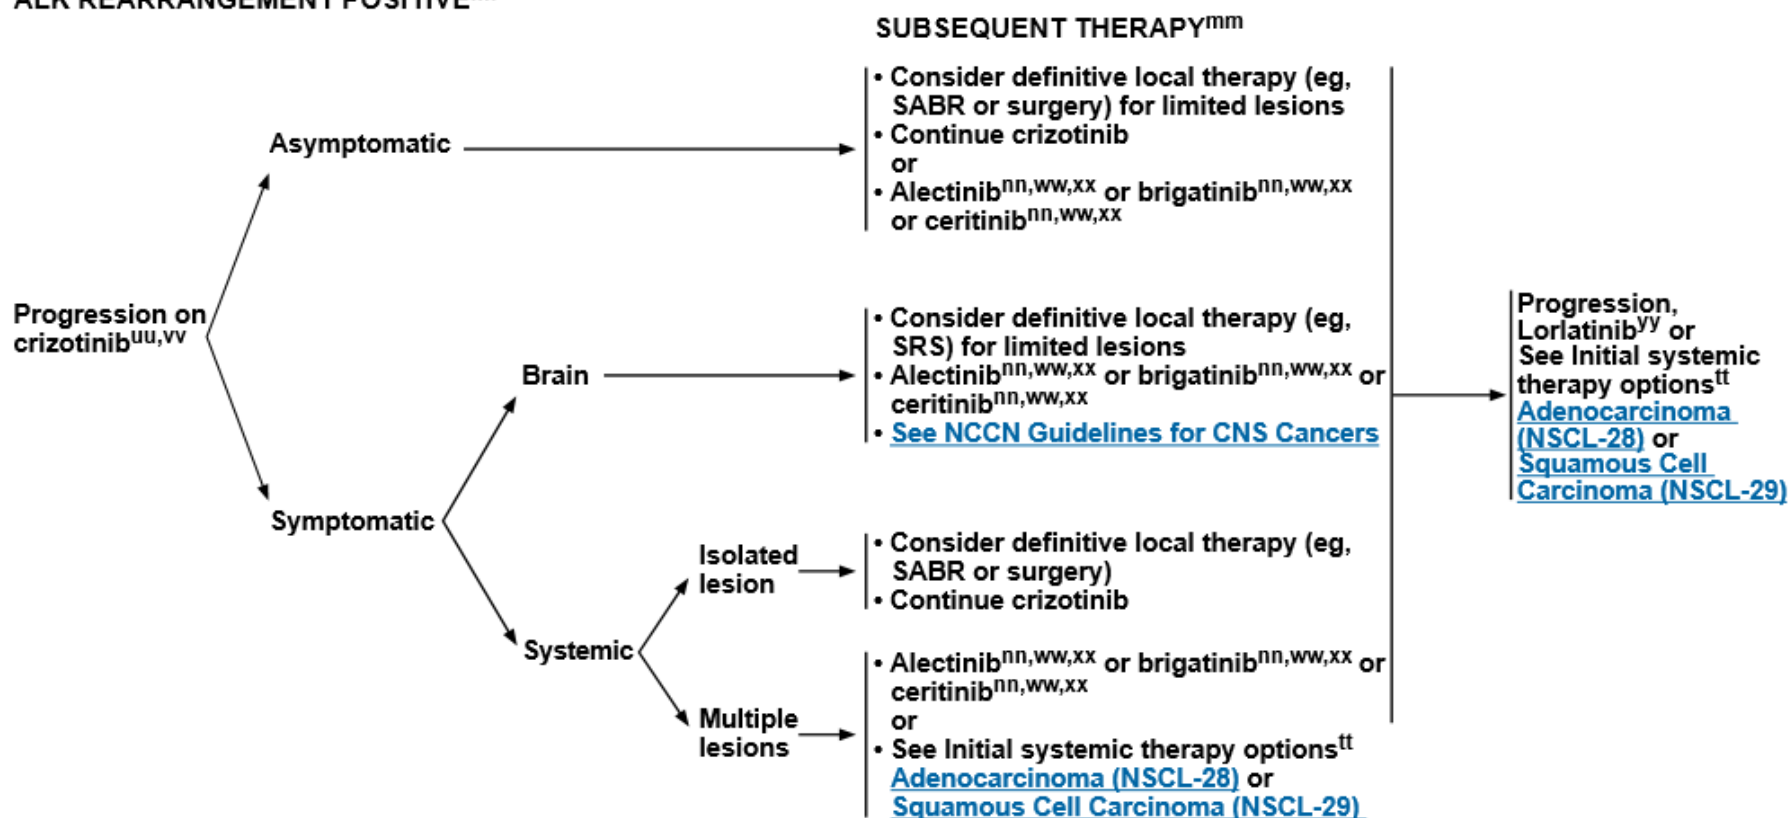 ALK REARRANGEMENT POSITIVE
SUBSEQUENT THERAPYmm
• Consider definitive local therapy (eg,
SABR or surgery) for limited lesions
• Continue crizotinib
or
• Alectinibnn,ww,xx or brigatinibnn,ww,xx
or ceritinibnn,ww,xx
Asymptomatic
Progression on
crizotinibuu,vv
Brain
• Consider definitive local therapy (eg,
SRS) for limited lesions
• Alectinibnn,ww,xx or brigatinibnn,ww,xx or
ceritinibnn,ww,xx
• See NCCN Guidelines for CNS Cancers
Symptomatic
Isolated
lesion
• Consider definitive local therapy (eg,
SABR or surgery)
• Continue crizotinib
Systemic
Multiple
lesions
• Alectinibnn,ww,xx or brigatinibnn,ww,xx or
ceritinibnn,ww,xx
or
• See Initial systemic therapy optionstt
Adenocarcinoma (NSCL-28) or
Squamous Cell Carcinoma (NSCL-29)
Progression,
Lorlatinibyy or
See Initial systemic
therapy optionstt
Adenocarcinoma
(NSCL-28) or
Squamous Cell
Carcinoma (NSCL-29)